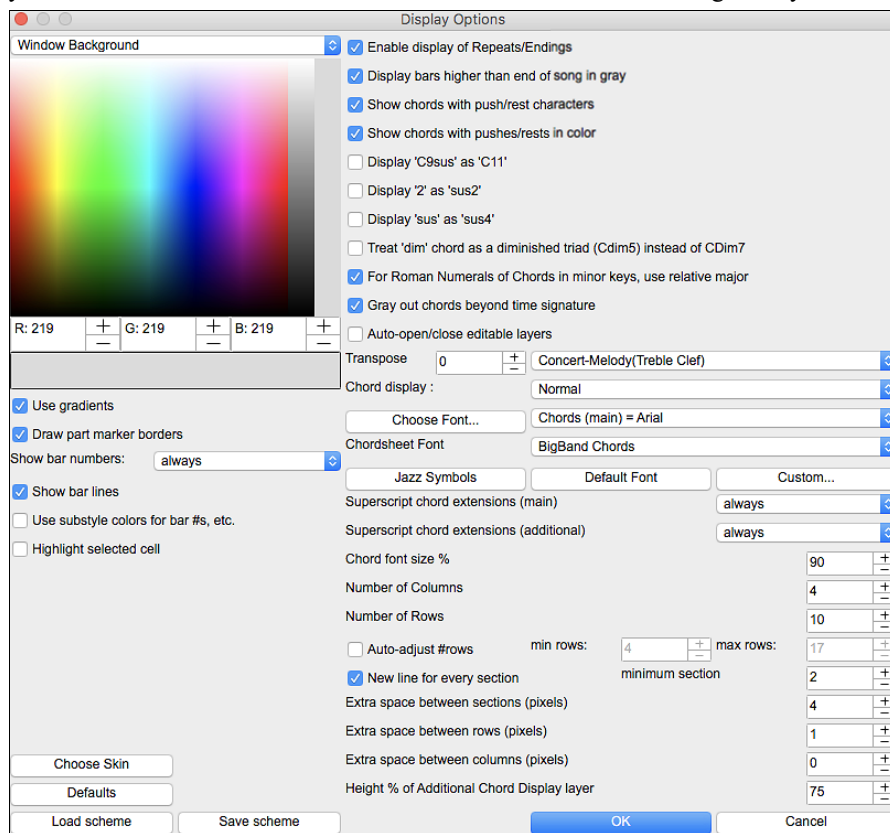 Display Options
Window Background
R: 219 + − G: 219 + − B: 219 + −
Use gradients
Draw part marker borders
Show bar numbers: always
Show bar lines
Use substyle colors for bar #s, etc.
Highlight selected cell
Choose Skin
Defaults
Load scheme Save scheme
Enable display of Repeats/Endings
Display bars higher than end of song in gray
Show chords with push/rest characters
Show chords with pushes/rests in color
Display 'C9sus' as 'C11'
Display '2' as 'sus2'
Display 'sus' as 'sus4'
Treat 'dim' chord as a diminished triad (Cdim5) instead of CDim7
For Roman Numerals of Chords in minor keys, use relative major
Gray out chords beyond time signature
Auto-open/close editable layers
Transpose 0 + − Concert-Melody(Treble Clef)
Chord display : Normal
Choose Font... Chords (main) = Arial
Chordsheet Font BigBand Chords
Jazz Symbols Default Font Custom...
Superscript chord extensions (main) always
Superscript chord extensions (additional) always
Chord font size % 90 + −
Number of Columns 4 + −
Number of Rows 10 + −
Auto-adjust #rows min rows: 4 + − max rows: 17 + −
New line for every section minimum section 2 + −
Extra space between sections (pixels) 4 + −
Extra space between rows (pixels) 1 + −
Extra space between columns (pixels) 0 + −
Height % of Additional Chord Display layer 75 + −
OK Cancel